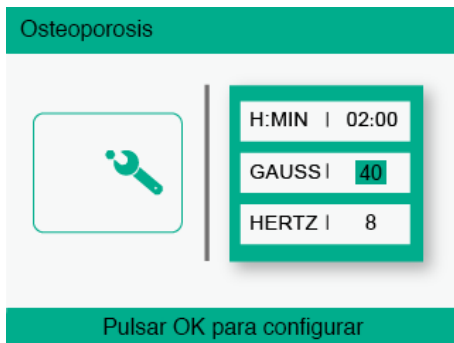 Osteoporosis
H:MIN | 02:00
GAUSS | 40
HERTZ | 8
Pulsar OK para configurar